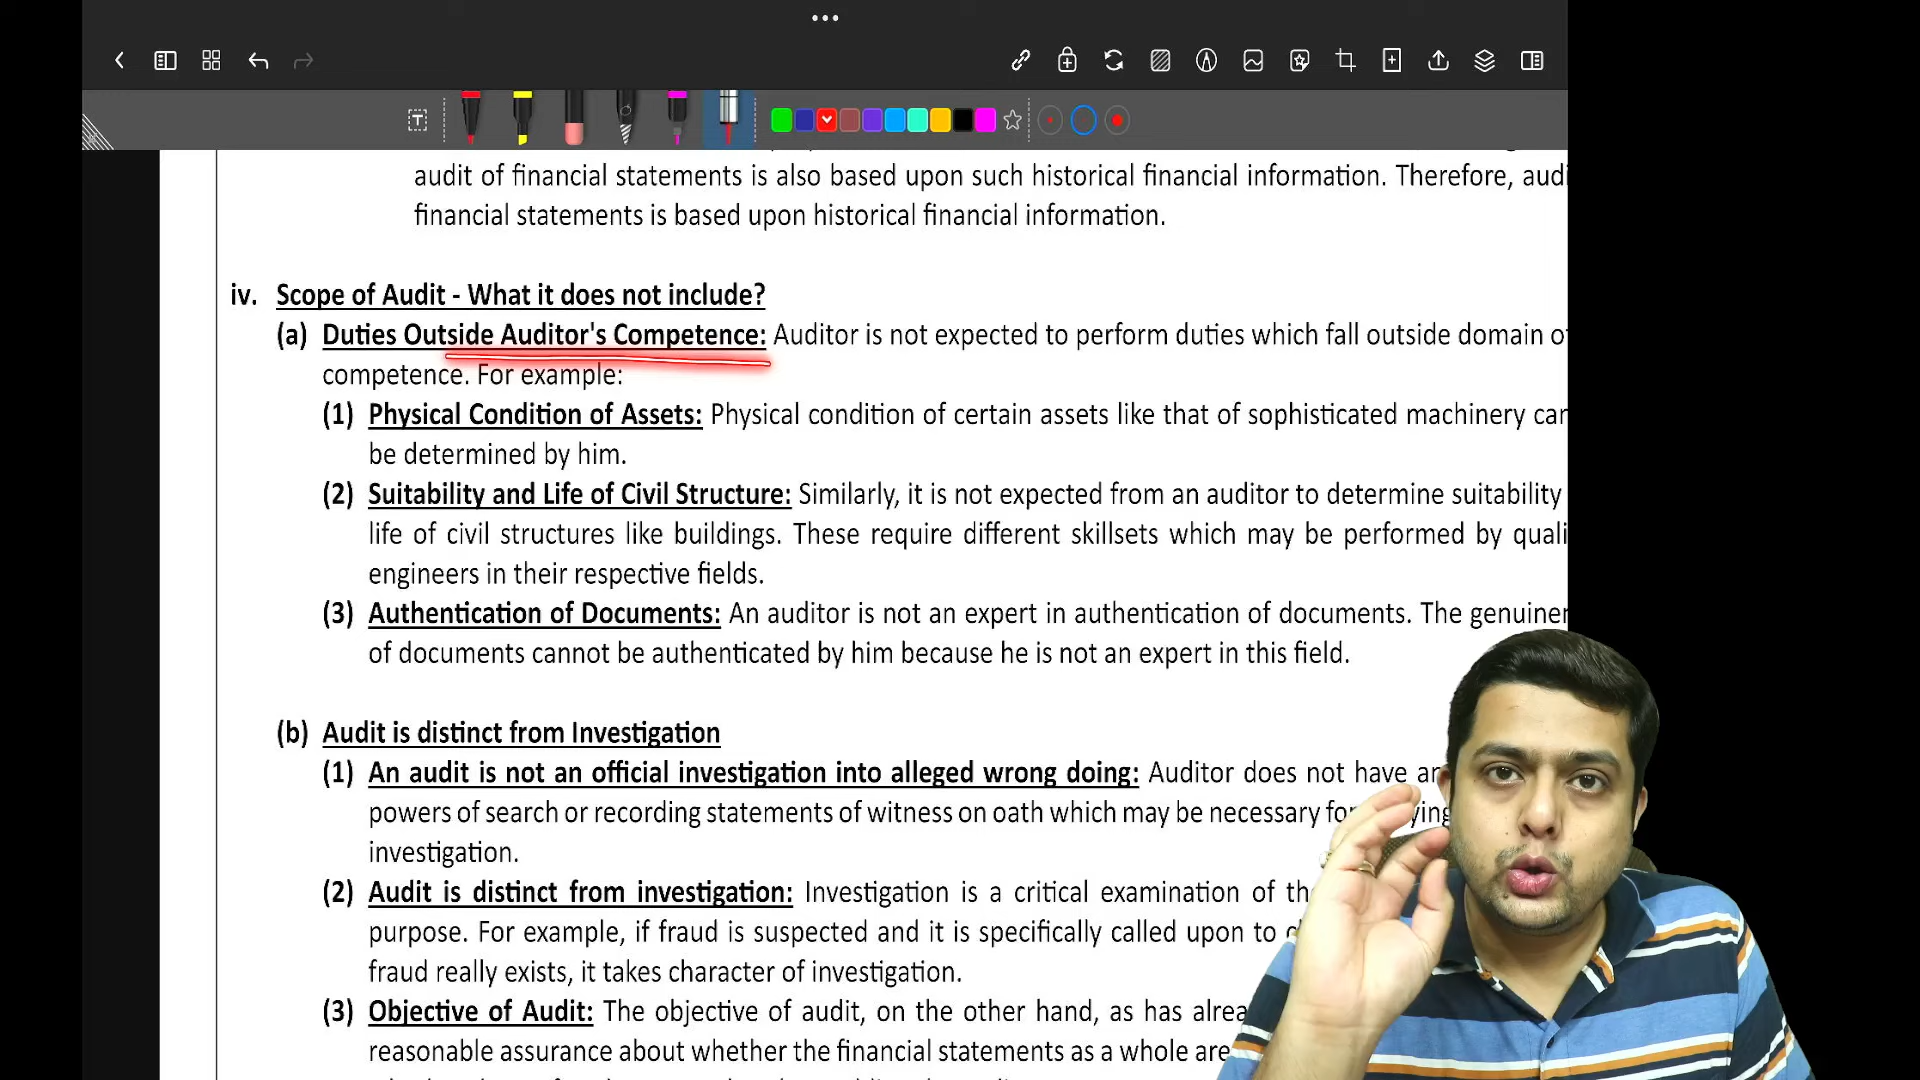 audit of financial statements is also based upon such historical financial information. Therefore,
financial statements is based upon historical financial information.
iv. Scope of Audit - What it does not include?
(a) Duties Outside Auditor's Competence: Auditor is not expected to perform duties which fall outside domain
competence. For example:
(1) Physical Condition of Assets: Physical condition of certain assets like that of sophisticated machinery
be determined by him.
(2) Suitability and Life of Civil Structure: Similarly, it is not expected from an auditor to determine suitability
life of civil structures like buildings. These require different skillsets which may be performed by
engineers in their respective fields.
(3) Authentication of Documents: An auditor is not an expert in authentication of documents. The
of documents cannot be authenticated by him because he is not an expert in this field.
(b) Audit is distinct from Investigation
(1) An audit is not an official investigation into alleged wrong doing: Auditor does not have
powers of search or recording statements of witness on oath which may be necessary
investigation.
(2) Audit is distinct from investigation: Investigation is a critical examination of
purpose. For example, if fraud is suspected and it is specifically called upon to
fraud really exists, it takes character of investigation.
(3) Objective of Audit: The objective of audit, on the other hand, as has
reasonable assurance about whether the financial statements as a whole are